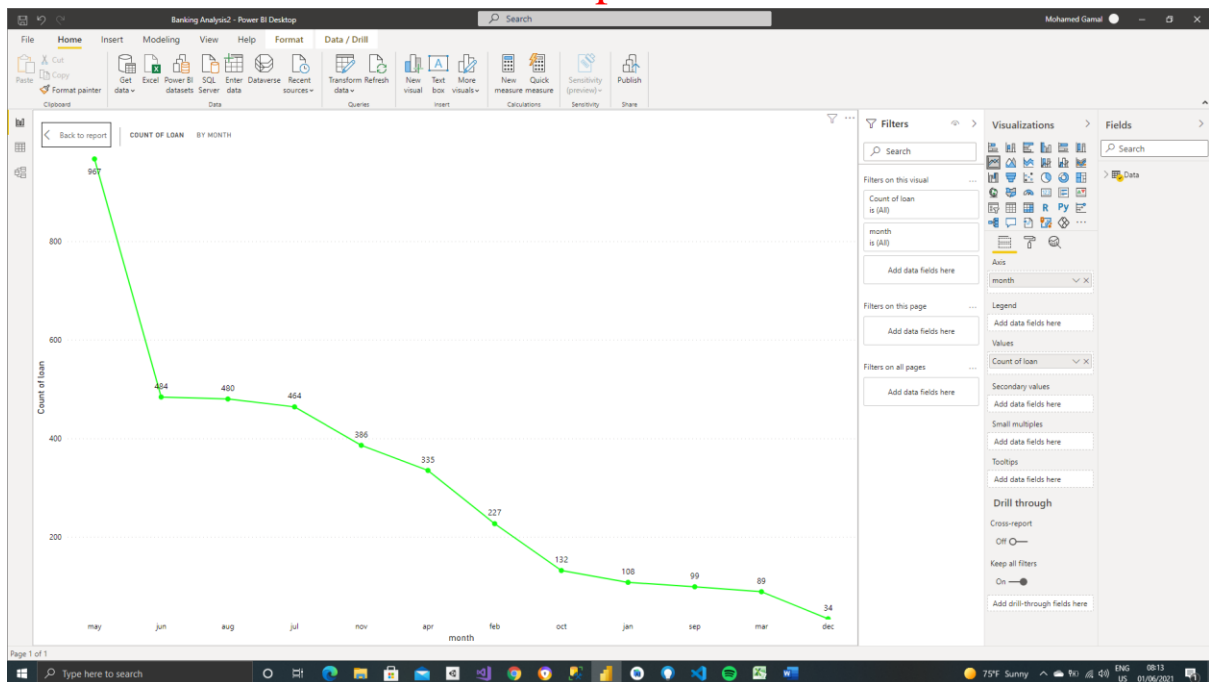 Banking Analysis2 - Power BI Desktop
Search
Mohamed Gamal
File Home Insert Modeling View Help Format Data / Drill
Paste
Cut
Copy
Format painter
Get data
Excel
Power BI datasets
SQL Server
Enter data
Dataverse
Recent sources
Transform data
Refresh
New visual
Text box
More visuals
New measure
Quick measure
Sensitivity (preview)
Publish
Clipboard Data Queries Insert Calculations Sensitivity Share
Back to report
COUNT OF LOAN BY MONTH
967
800
600
484
480
464
400
386
335
227
200
132
108
99
89
34
Count of loan
may jun aug jul nov apr feb oct jan sep mar dec
month
Filters
Search
Filters on this visual
Count of loan
is (All)
month
is (All)
Add data fields here
Filters on this page
Add data fields here
Filters on all pages
Add data fields here
Visualizations
R Py
Axis
month
Legend
Add data fields here
Values
Count of loan
Secondary values
Add data fields here
Small multiples
Add data fields here
Tooltips
Add data fields here
Drill through
Cross-report
Off
Keep all filters
On
Add drill-through fields here
Fields
Search
Data
Page 1 of 1
Type here to search
75°F Sunny
ENG
US
08:13
01/06/2021